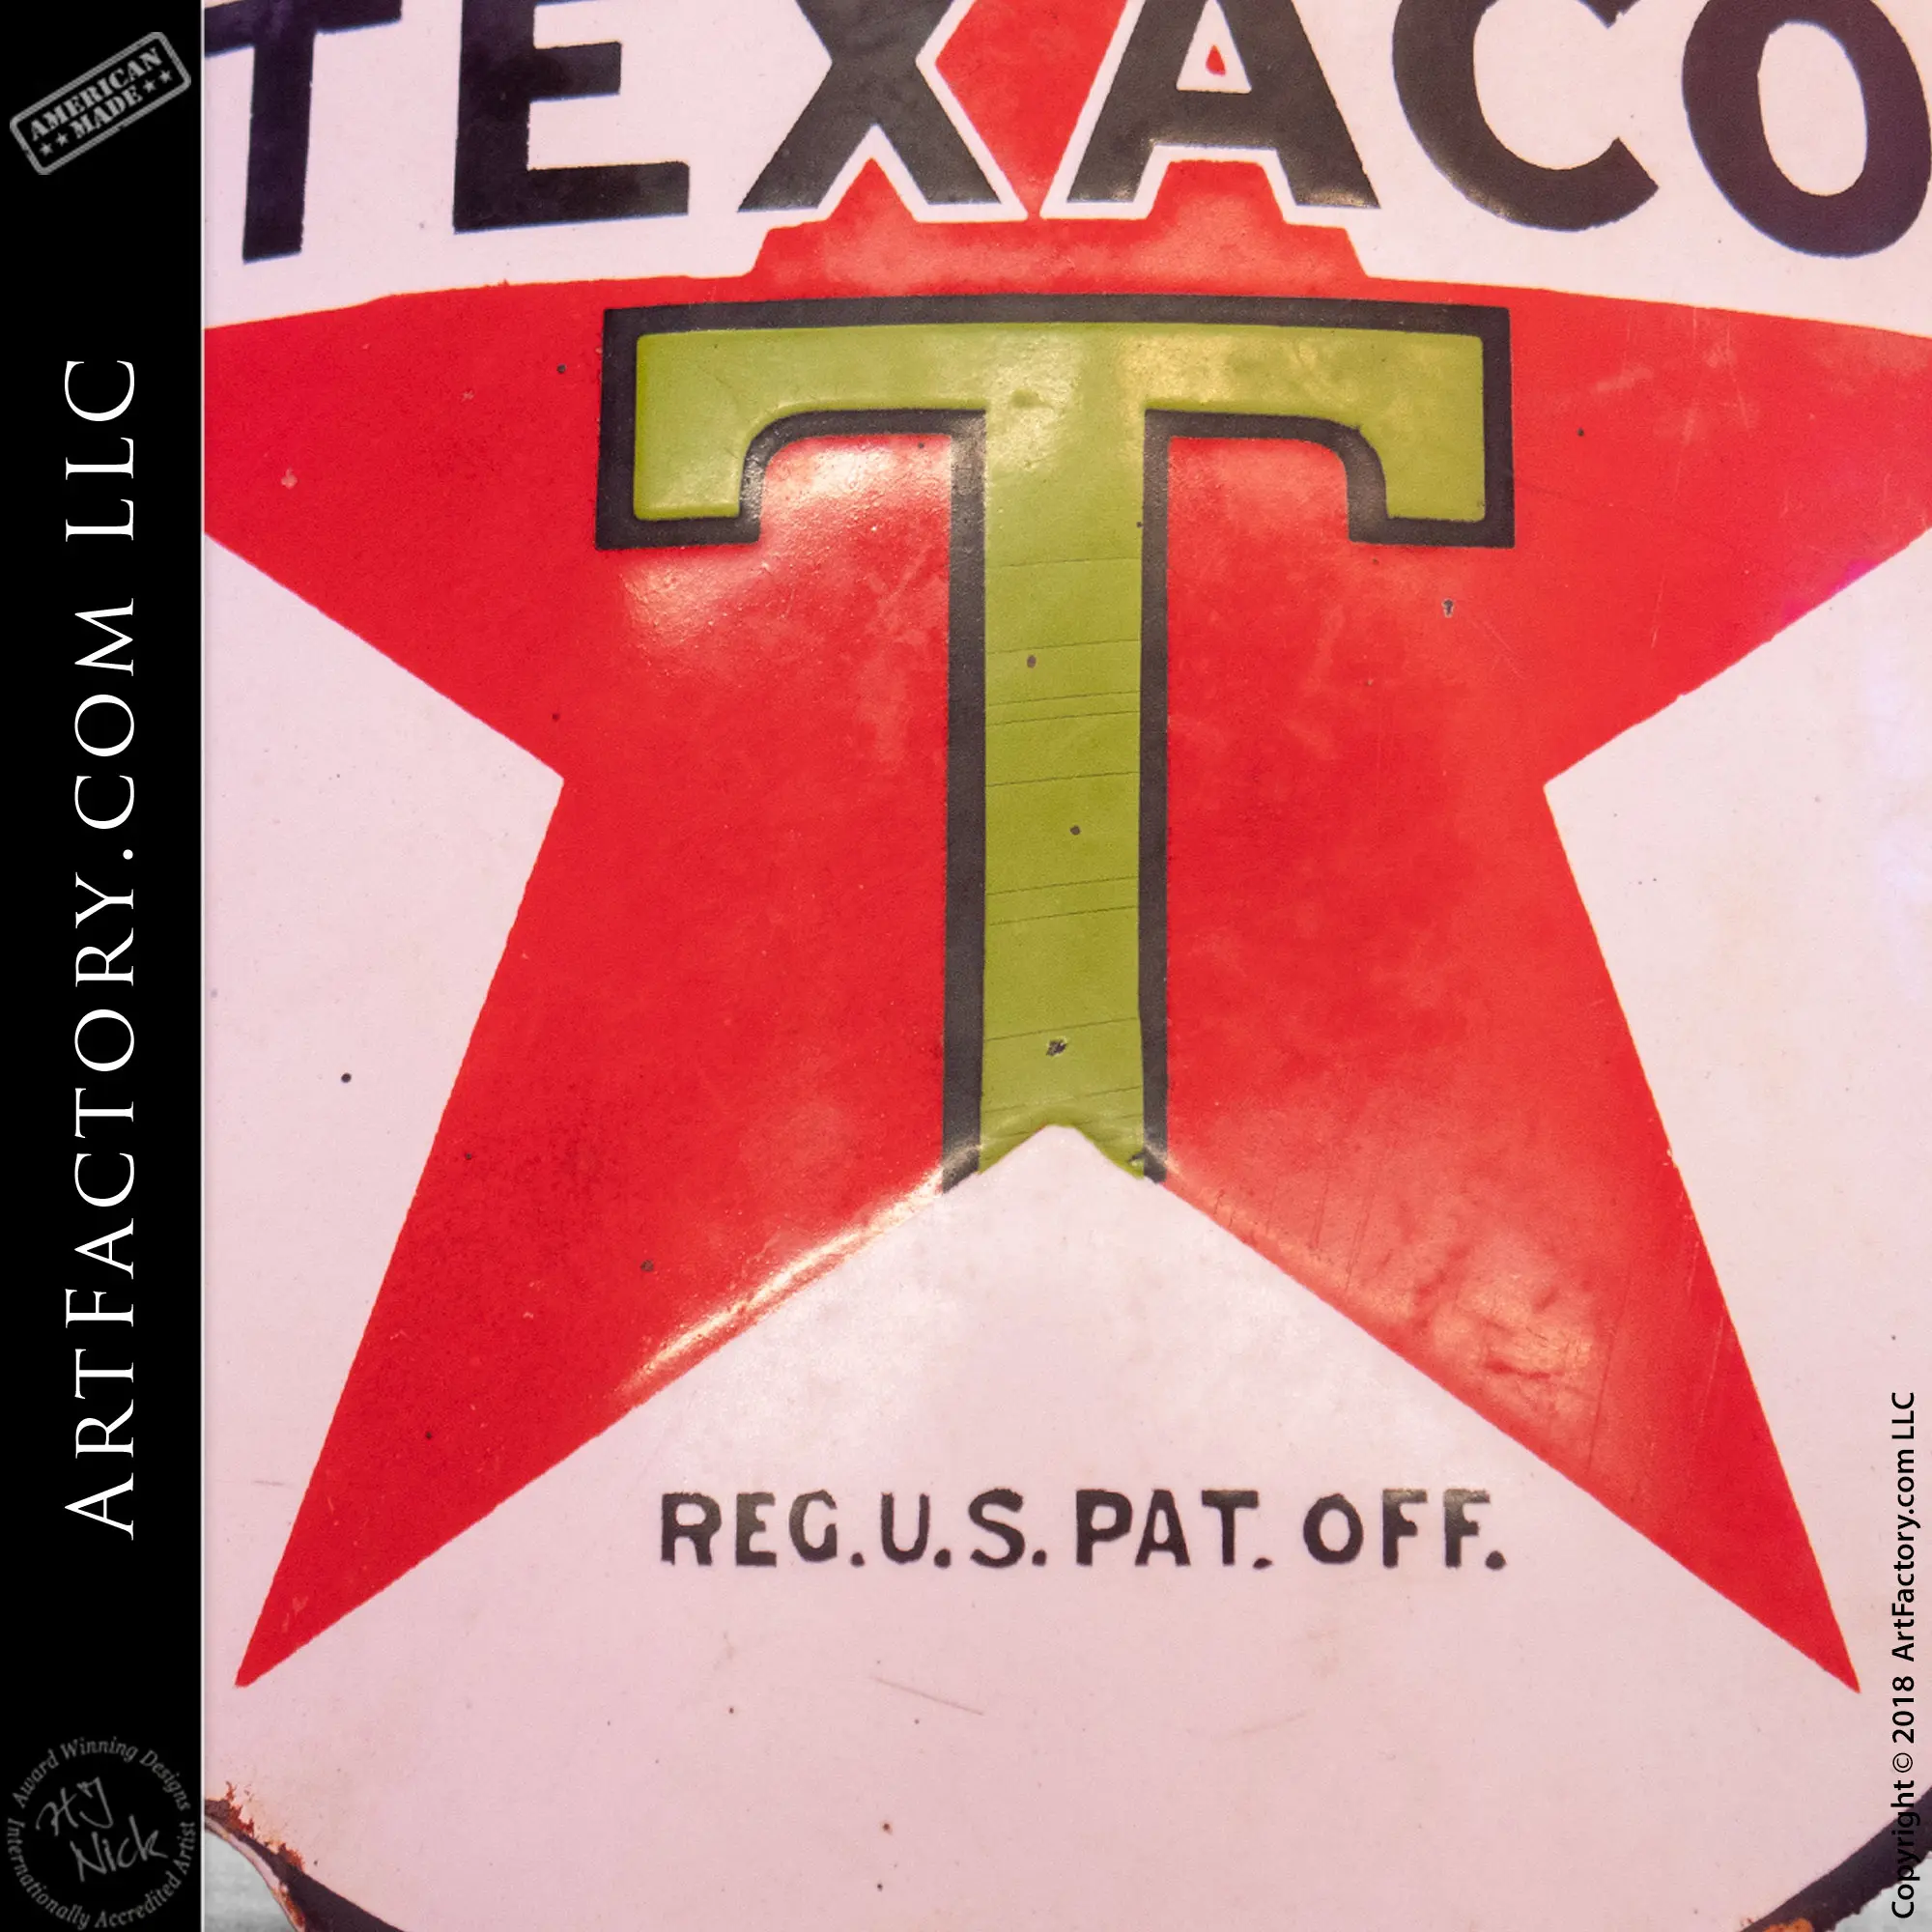 AMERICAN
MADE
ARTFACTORY.COM LLC
Award Winning Designs
HJ
Nick
Internationally Accredited Artist
TEXACO
T
REG.U.S.PAT. OFF.
Copyright © 2018 ArtFactory.com LLC